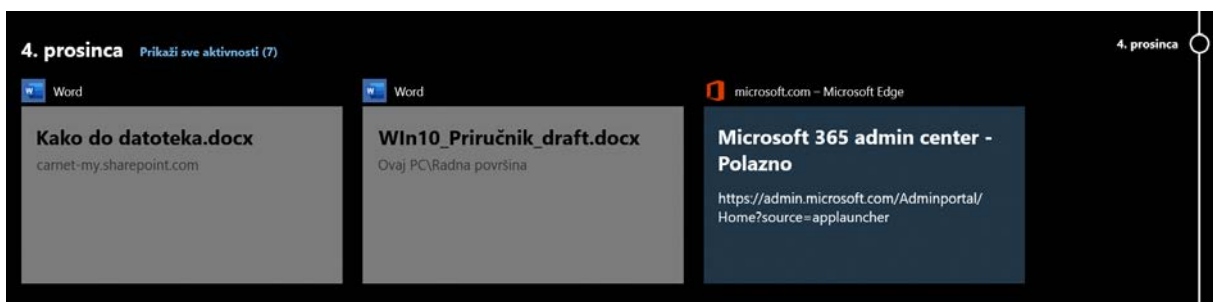 4. prosinca Prikaži sve aktivnosti (7)
4. prosinca
Word
Kako do datoteka.docx
carnet-my.sharepoint.com
Word
WIn10_Priručnik_draft.docx
Ovaj PC\Radna površina
microsoft.com – Microsoft Edge
Microsoft 365 admin center -
Polazno
https://admin.microsoft.com/Adminportal/
Home?source=applauncher